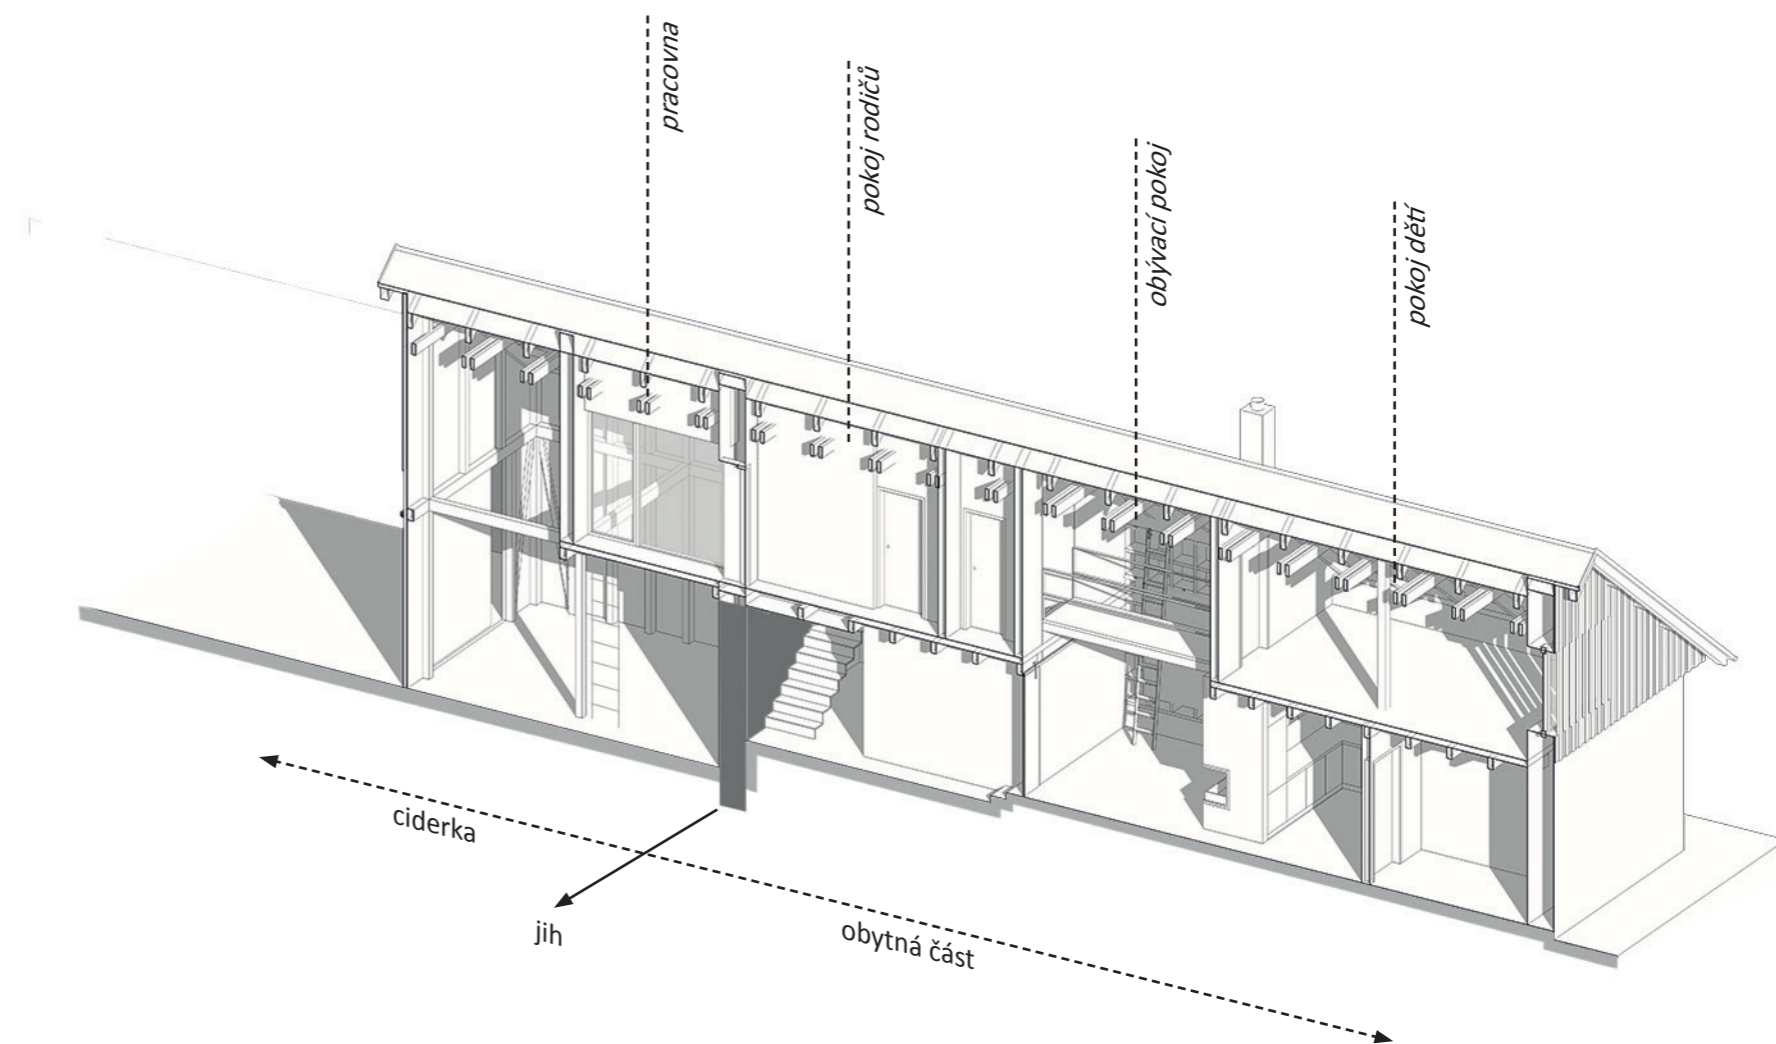 pracovna
pokoj rodičů
obývací pokoj
pokoj dětí
ciderka
jih
obytná část